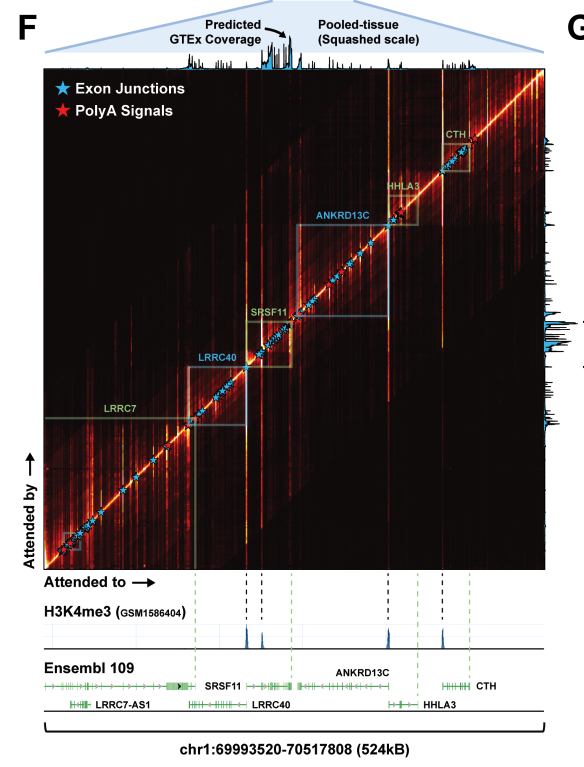 F
G
Predicted
GTEx Coverage
Pooled-tissue
(Squashed scale)
Exon Junctions
PolyA Signals
CTH
HHLA3
ANKRD13C
SRSF11
LRRC40
LRRC7
Attended by
Attended to
H3K4me3 (GSM1586404)
Ensembl 109
ANKRD13C
SRSF11
CTH
LRRC7-AS1
LRRC40
HHLA3
chr1:69993520-70517808 (524kB)